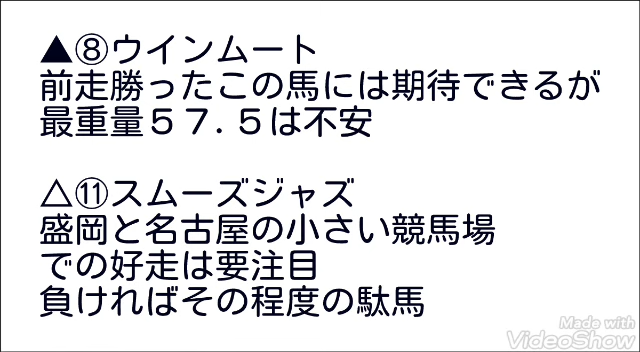 ▲⑧ウインムート
前走勝ったこの馬には期待できるが
最重量５７.５は不安
△⑪スムーズジャズ
盛岡と名古屋の小さい競馬場
での好走は要注目
負ければその程度の駄馬
Made with
VideoShow